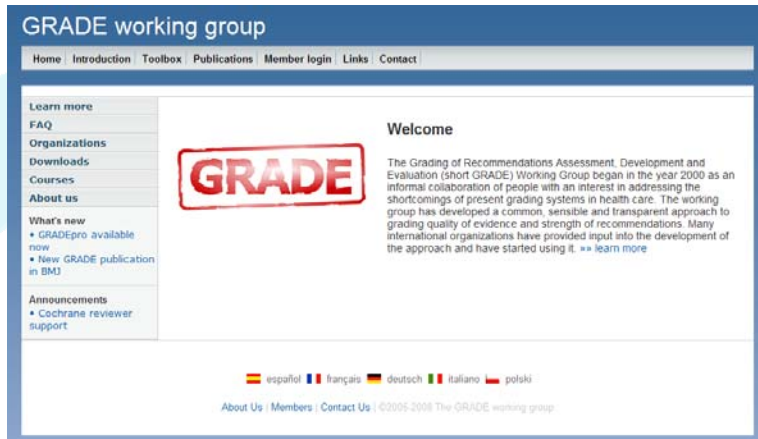 GRADE working group
Home Introduction Toolbox Publications Member login Links Contact
Learn more
FAQ
Organizations
Downloads
Courses
About us
What's new
• GRADEpro available
now
• New GRADE publication
in BMJ
Announcements
• Cochrane reviewer
support
GRADE
Welcome
The Grading of Recommendations Assessment, Development and
Evaluation (short GRADE) Working Group began in the year 2000 as an
informal collaboration of people with an interest in addressing the
shortcomings of present grading systems in health care. The working
group has developed a common, sensible and transparent approach to
grading quality of evidence and strength of recommendations. Many
international organizations have provided input into the development of
the approach and have started using it. »» learn more
español français deutsch italiano polski
About Us | Members | Contact Us | ©2005-2009 The GRADE working group